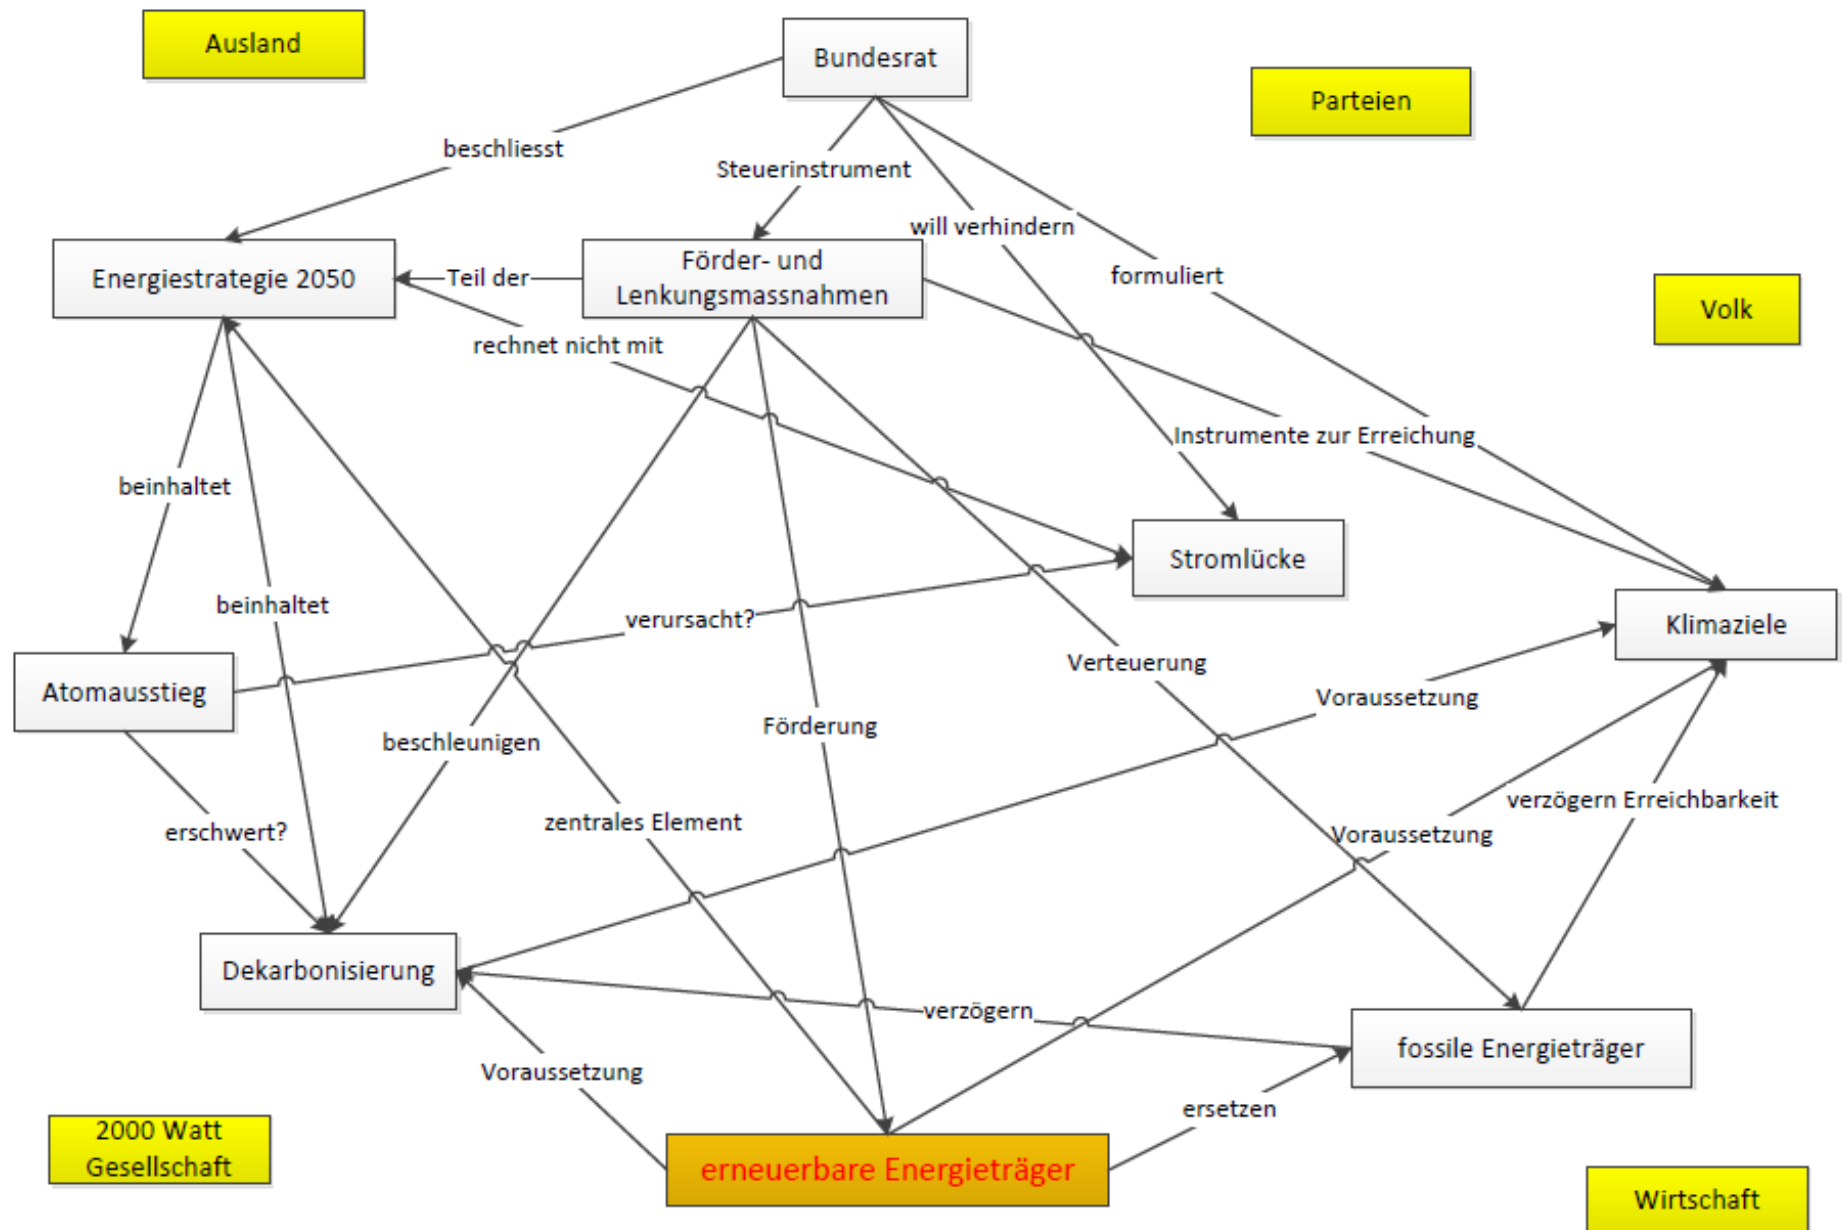 Ausland
Bundesrat
Parteien
beschliesst
Steuerinstrument
will verhindern
formuliert
Energiestrategie 2050
Teil der
Förder- und
Lenkungsmassnahmen
Volk
rechnet nicht mit
Instrumente zur Erreichung
beinhaltet
Stromlücke
beinhaltet
verursacht?
Klimaziele
Atomausstieg
Verteuerung
Voraussetzung
beschleunigen
Förderung
erschwert?
zentrales Element
verzögern Erreichbarkeit
Voraussetzung
Dekarbonisierung
verzögern
fossile Energieträger
Voraussetzung
ersetzen
2000 Watt
Gesellschaft
erneuerbare Energieträger
Wirtschaft